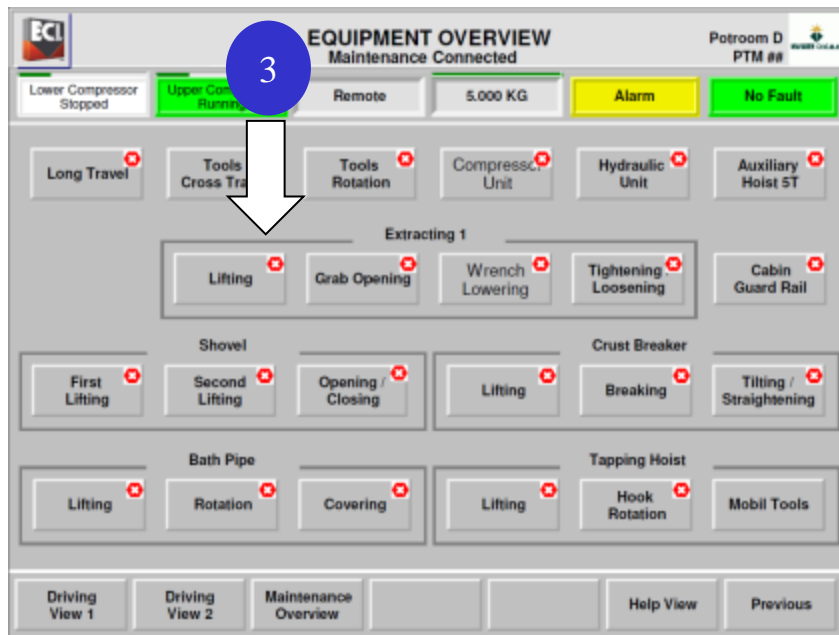 ECL
EQUIPMENT OVERVIEW
Maintenance Connected
Potroom D
PTM ##
3
Lower Compressor
Stopped
Upper
Running
Remote
5.000 KG
Alarm
No Fault
Long Travel
Tools
Cross
Tools
Rotation
Compressor
Unit
Hydraulic
Unit
Auxiliary
Hoist 5T
Extracting 1
Lifting
Grab Opening
Wrench
Lowering
Tightening /
Loosening
Cabin
Guard Rail
Shovel
First
Lifting
Second
Lifting
Opening /
Closing
Crust Breaker
Lifting
Breaking
Tilting /
Straightening
Bath Pipe
Lifting
Rotation
Covering
Tapping Hoist
Lifting
Hook
Rotation
Mobil Tools
Driving
View 1
Driving
View 2
Maintenance
Overview
Help View
Previous